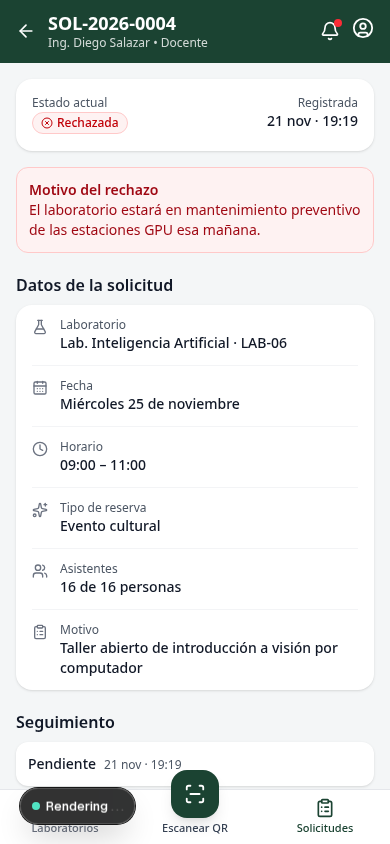 SOL-2026-0004
Ing. Diego Salazar • Docente
Estado actual
Rechazada
Registrada
21 nov · 19:19
Motivo del rechazo
El laboratorio estará en mantenimiento preventivo
de las estaciones GPU esa mañana.
Datos de la solicitud
Laboratorio
Lab. Inteligencia Artificial · LAB-06
Fecha
Miércoles 25 de noviembre
Horario
09:00 – 11:00
Tipo de reserva
Evento cultural
Asistentes
16 de 16 personas
Motivo
Taller abierto de introducción a visión por
computador
Seguimiento
Pendiente 21 nov · 19:19
Rendering ...
Laboratorios
Escanear QR
Solicitudes